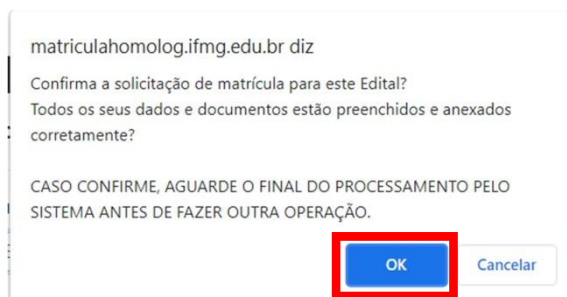 matriculahomolog.ifmg.edu.br diz
Confirma a solicitação de matrícula para este Edital?
Todos os seus dados e documentos estão preenchidos e anexados
corretamente?
CASO CONFIRME, AGUARDE O FINAL DO PROCESSAMENTO PELO
SISTEMA ANTES DE FAZER OUTRA OPERAÇÃO.
OK
Cancelar